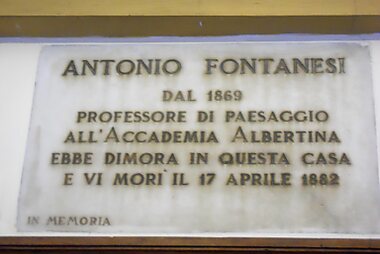 ANTONIO FONTANESI
DAL 1869
PROFESSORE DI PAESAGGIO
ALL'ACCADEMIA ALBERTINA
EBBE DIMORA IN QUESTA CASA
E VI MORÌ IL 17 APRILE 1882
IN MEMORIA